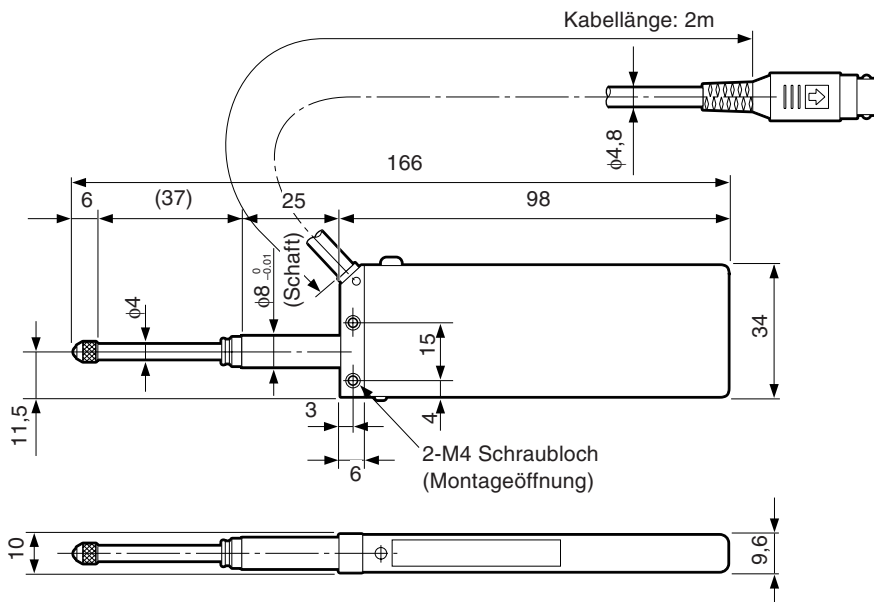 Kabellänge: 2m
ϕ4,8
166
6
(37)
25
98
ϕ4
ϕ8 0 -0.01
(Schaft)
15
34
11,5
3
4
6
2-M4 Schraubloch
(Montageöffnung)
10
9,6